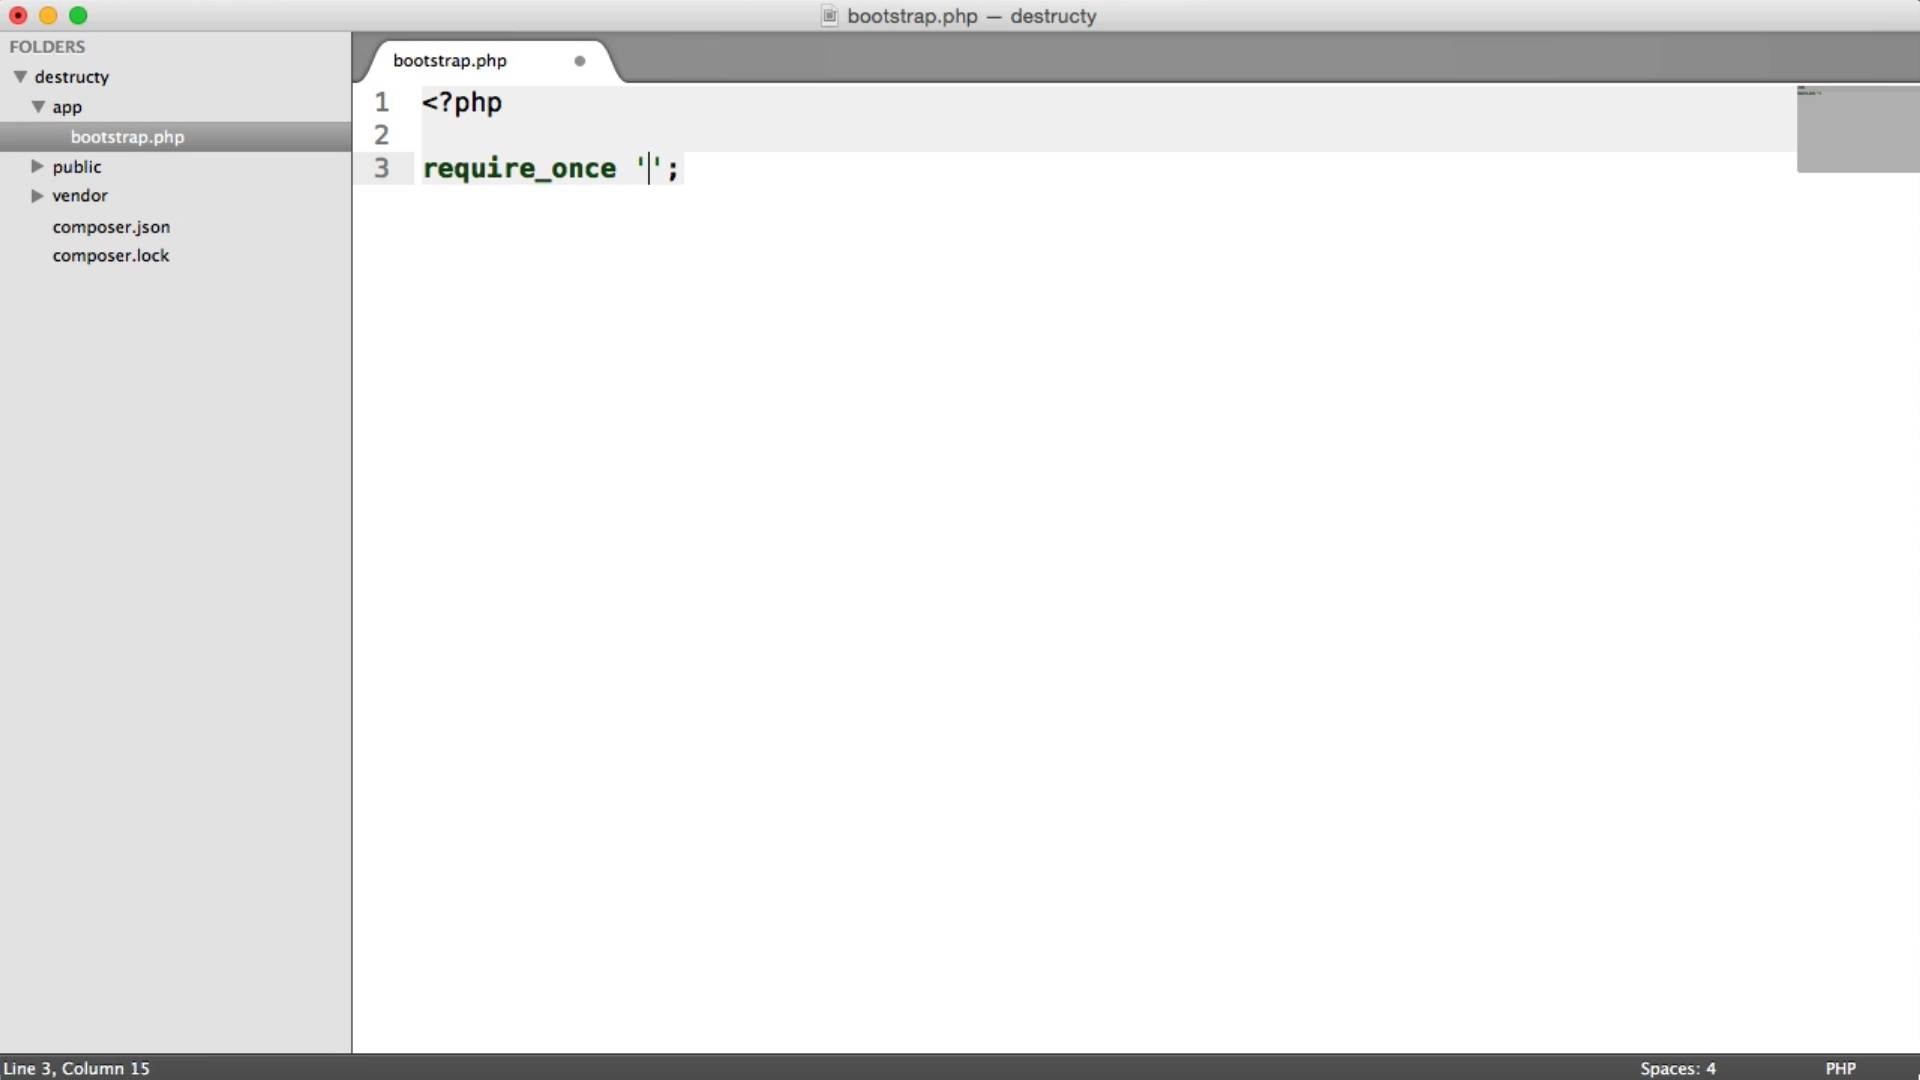 bootstrap.php — destructy
FOLDERS
destructy
app
bootstrap.php
public
vendor
composer.json
composer.lock
bootstrap.php
1 <?php
2
3 require_once '';
Line 3, Column 15
Spaces: 4
PHP